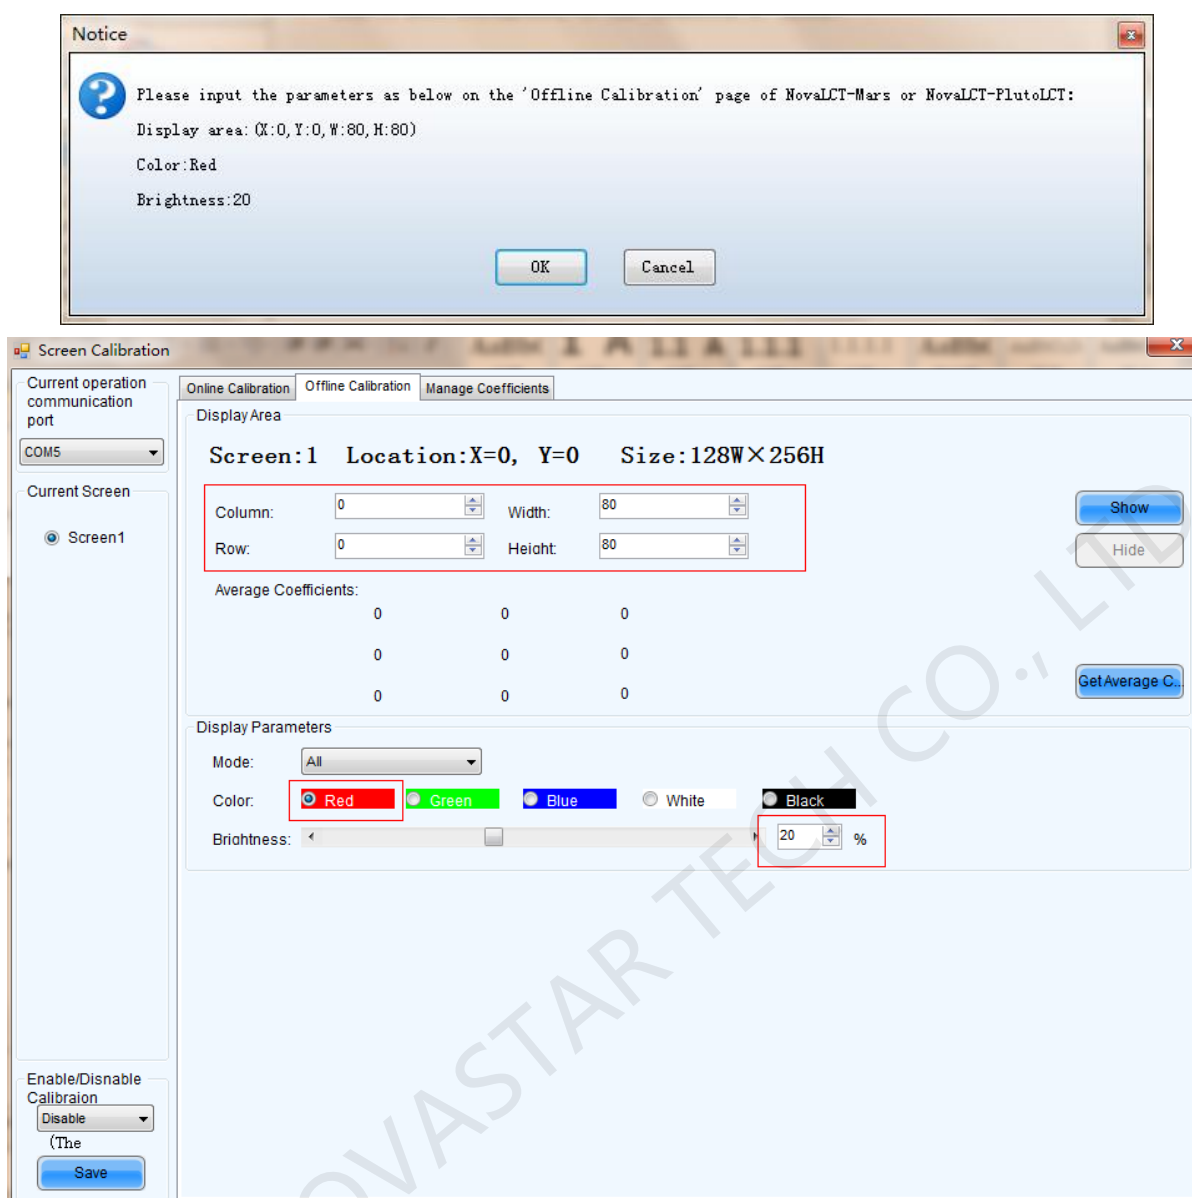 Notice
Please input the parameters as below on the 'Offline Calibration' page of NovaLCT-Mars or NovaLCT-PlutoLCT:
Display area:(X:0,Y:0,W:80,H:80)
Color:Red
Brightness:20
OK Cancel
Screen Calibration
Current operation
communication
port
COM5
Current Screen
Screen1
Online Calibration Offline Calibration Manage Coefficients
Display Area
Screen:1 Location:X=0, Y=0 Size:128W×256H
Column: 0 Width: 80 Show
Row: 0 Height: 80 Hide
Average Coefficients:
0 0 0
0 0 0
0 0 0
Get Average C...
Display Parameters
Mode: All
Color: Red Green Blue White Black
Brightness: 20 %
Enable/Disnable
Calibraion
Disable
(The
Save
OVASTAR TECH CO., LTD